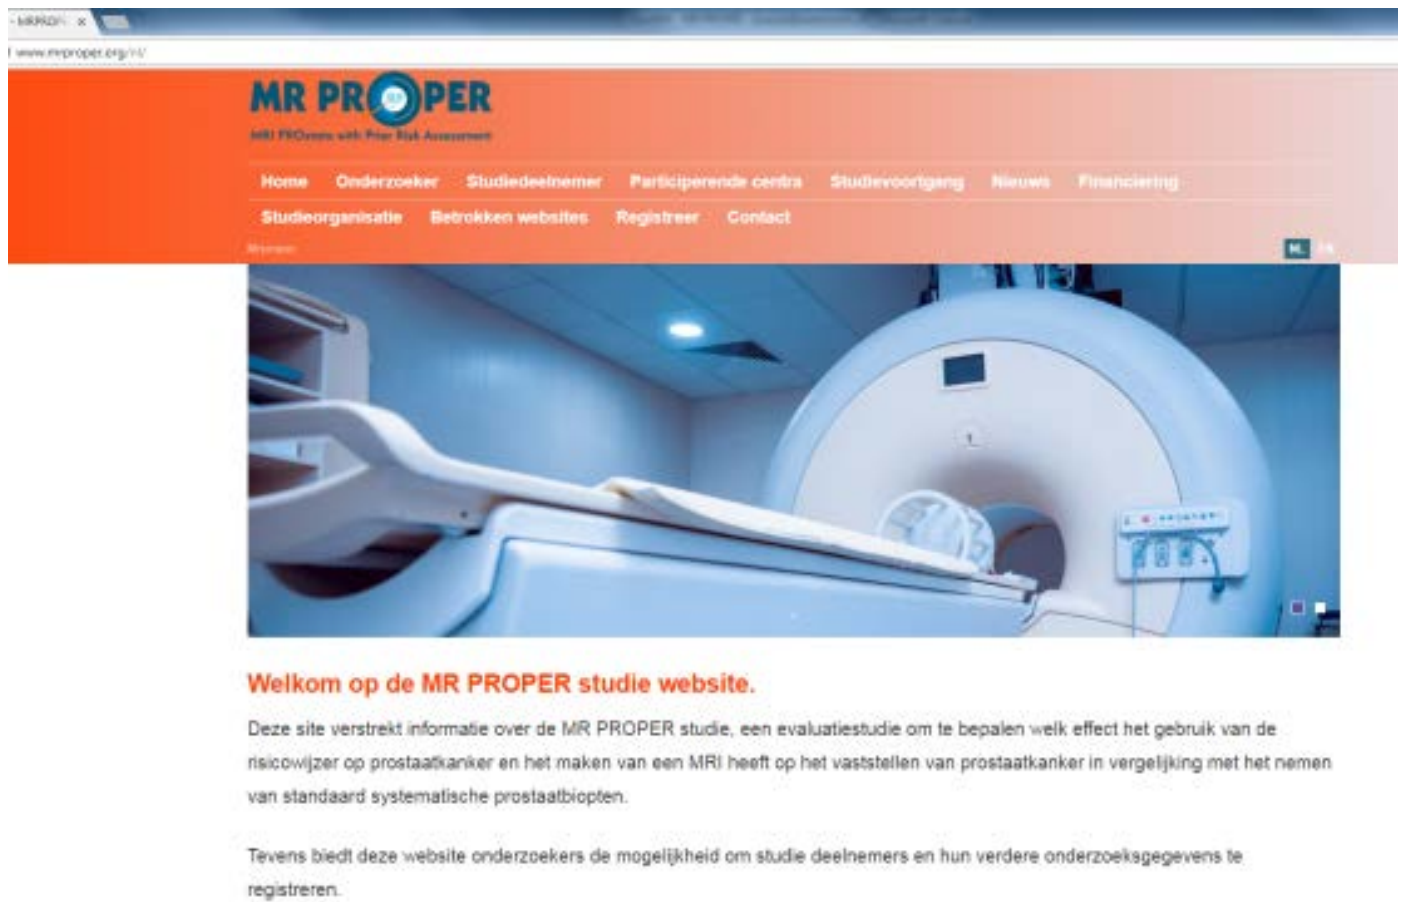 www.mrproper.org/nl/
MR PROPER
MRI PROstate with Prior Risk Assessment
Home Onderzoeker Studiedeelnemer Participerende centra Studievoortgang Nieuws Financiering
Studieorganisatie Betrokken websites Registreer Contact
NL EN
Welkom op de MR PROPER studie website.
Deze site verstrekt informatie over de MR PROPER studie, een evaluatiestudie om te bepalen welk effect het gebruik van de
risicowijzer op prostaatkanker en het maken van een MRI heeft op het vaststellen van prostaatkanker in vergelijking met het nemen
van standaard systematische prostaatbiopten.
Tevens biedt deze website onderzoekers de mogelijkheid om studie deelnemers en hun verdere onderzoeksgegevens te
registreren.